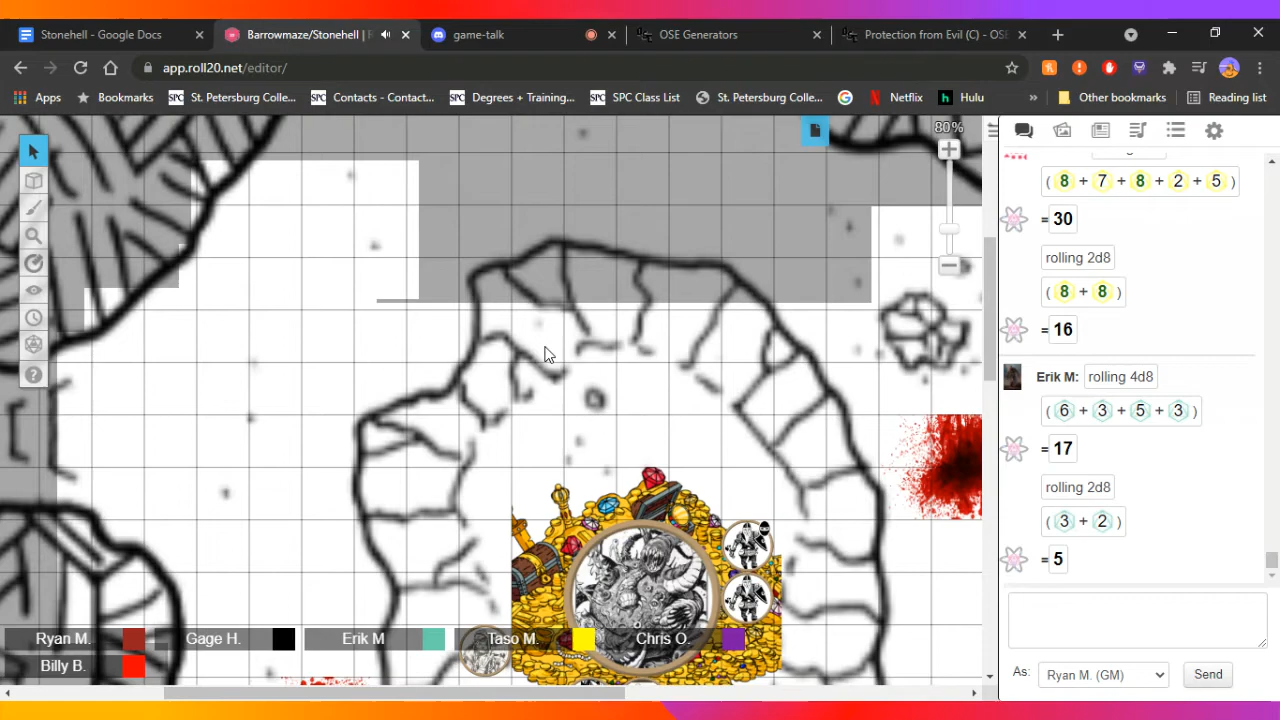 Stonehell - Google Docs
Barrowmaze/Stonehell |
game-talk
OSE Generators
Protection from Evil (C) - OSE
app.roll20.net/editor/
Apps
Bookmarks
St. Petersburg Colle...
Contacts - Contact...
Degrees + Training...
SPC Class List
St. Petersburg Colle...
Netflix
Hulu
»
Other bookmarks
Reading list
80%
( 8 + 7 + 8 + 2 + 5 )
= 30
rolling 2d8
( 8 + 8 )
= 16
Erik M: rolling 4d8
( 6 + 3 + 5 + 3 )
= 17
rolling 2d8
( 3 + 2 )
= 5
Ryan M.
Gage H.
Erik M
Taso M.
Chris O.
Billy B.
As: Ryan M. (GM)
Send